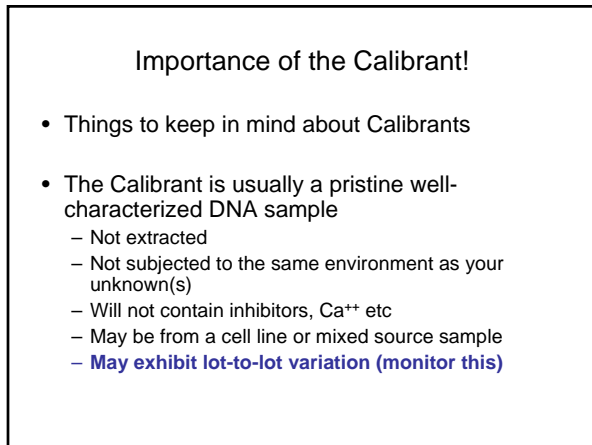 Importance of the Calibrant!
• Things to keep in mind about Calibrants
• The Calibrant is usually a pristine well-
characterized DNA sample
– Not extracted
– Not subjected to the same environment as your
unknown(s)
– Will not contain inhibitors, Ca⁺⁺ etc
– May be from a cell line or mixed source sample
– May exhibit lot-to-lot variation (monitor this)